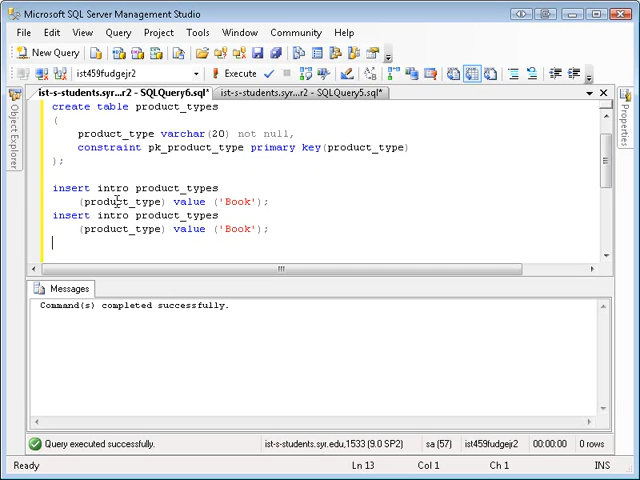 Microsoft SQL Server Management Studio
File Edit View Query Project Tools Window Community Help
New Query
ist459fudgejr2 Execute
ist-s-students.syr...r2 - SQLQuery6.sql* ist-s-students.syr...r2 - SQLQuery5.sql*
Object Explorer
Properties
create table product_types
(
product_type varchar(20) not null,
constraint pk_product_type primary key(product_type)
);
insert intro product_types
(product_type) value ('Book');
insert intro product_types
(product_type) value ('Book');
Messages
Command(s) completed successfully.
Query executed successfully. ist-s-students.syr.edu,1533 (9.0 SP2) sa (57) ist459fudgejr2 00:00:00 0 rows
Ready Ln 13 Col 1 Ch 1 INS